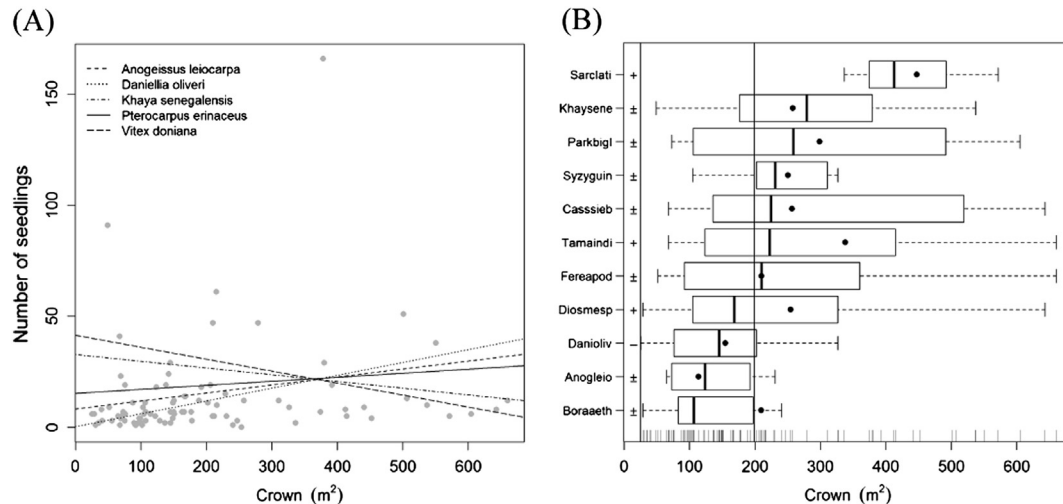 (A)
Anogeissus leiocarpa
Daniellia oliveri
Khaya senegalensis
Pterocarpus erinaceus
Vitex doniana
Number of seedlings
150
100
50
0
0 100 200 300 400 500 600
Crown (m²)
(B)
Sarclati +
Khaysene ±
Parkbigl ±
Syzyguin ±
Casssieb ±
Tamaindi +
Fereapod ±
Diosmesp +
Danioliv –
Anogleio ±
Boraaeth ±
0 100 200 300 400 500 600
Crown (m²)